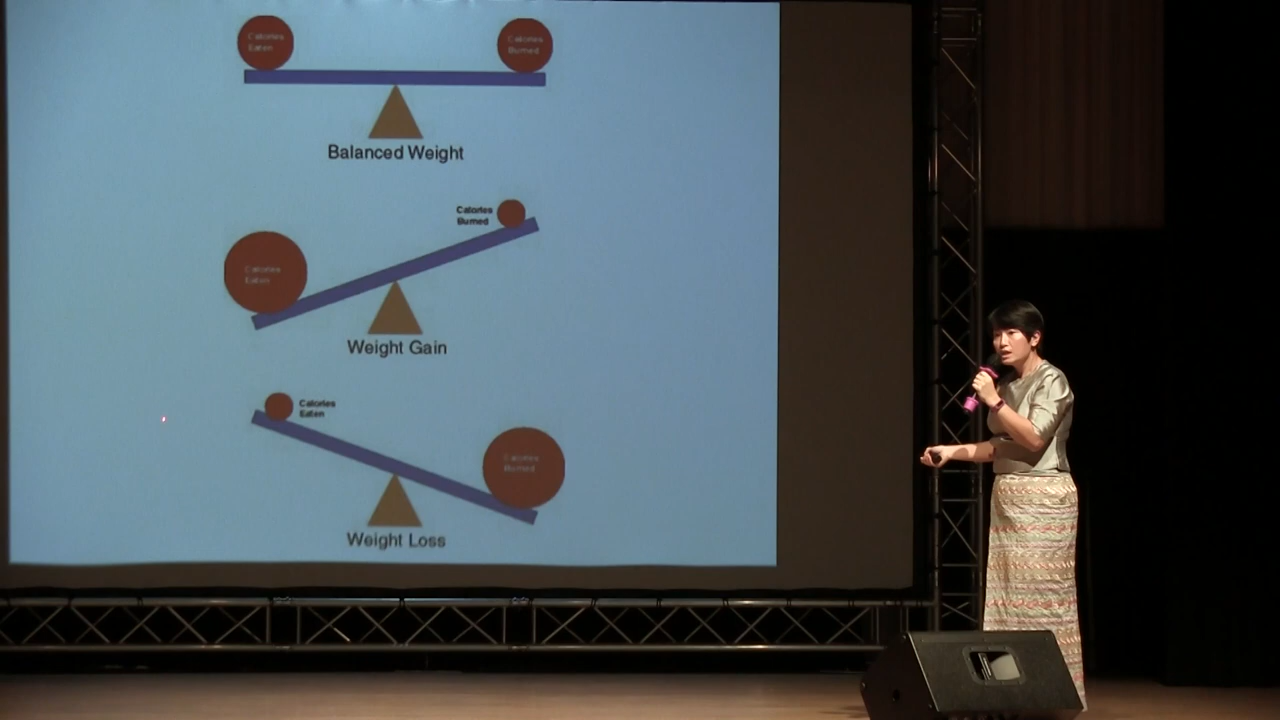 Calories
Eaten
Calories
Burned
Balanced Weight
Calories
Burned
Calories
Eaten
Weight Gain
Calories
Eaten
Calories
Burned
Weight Loss